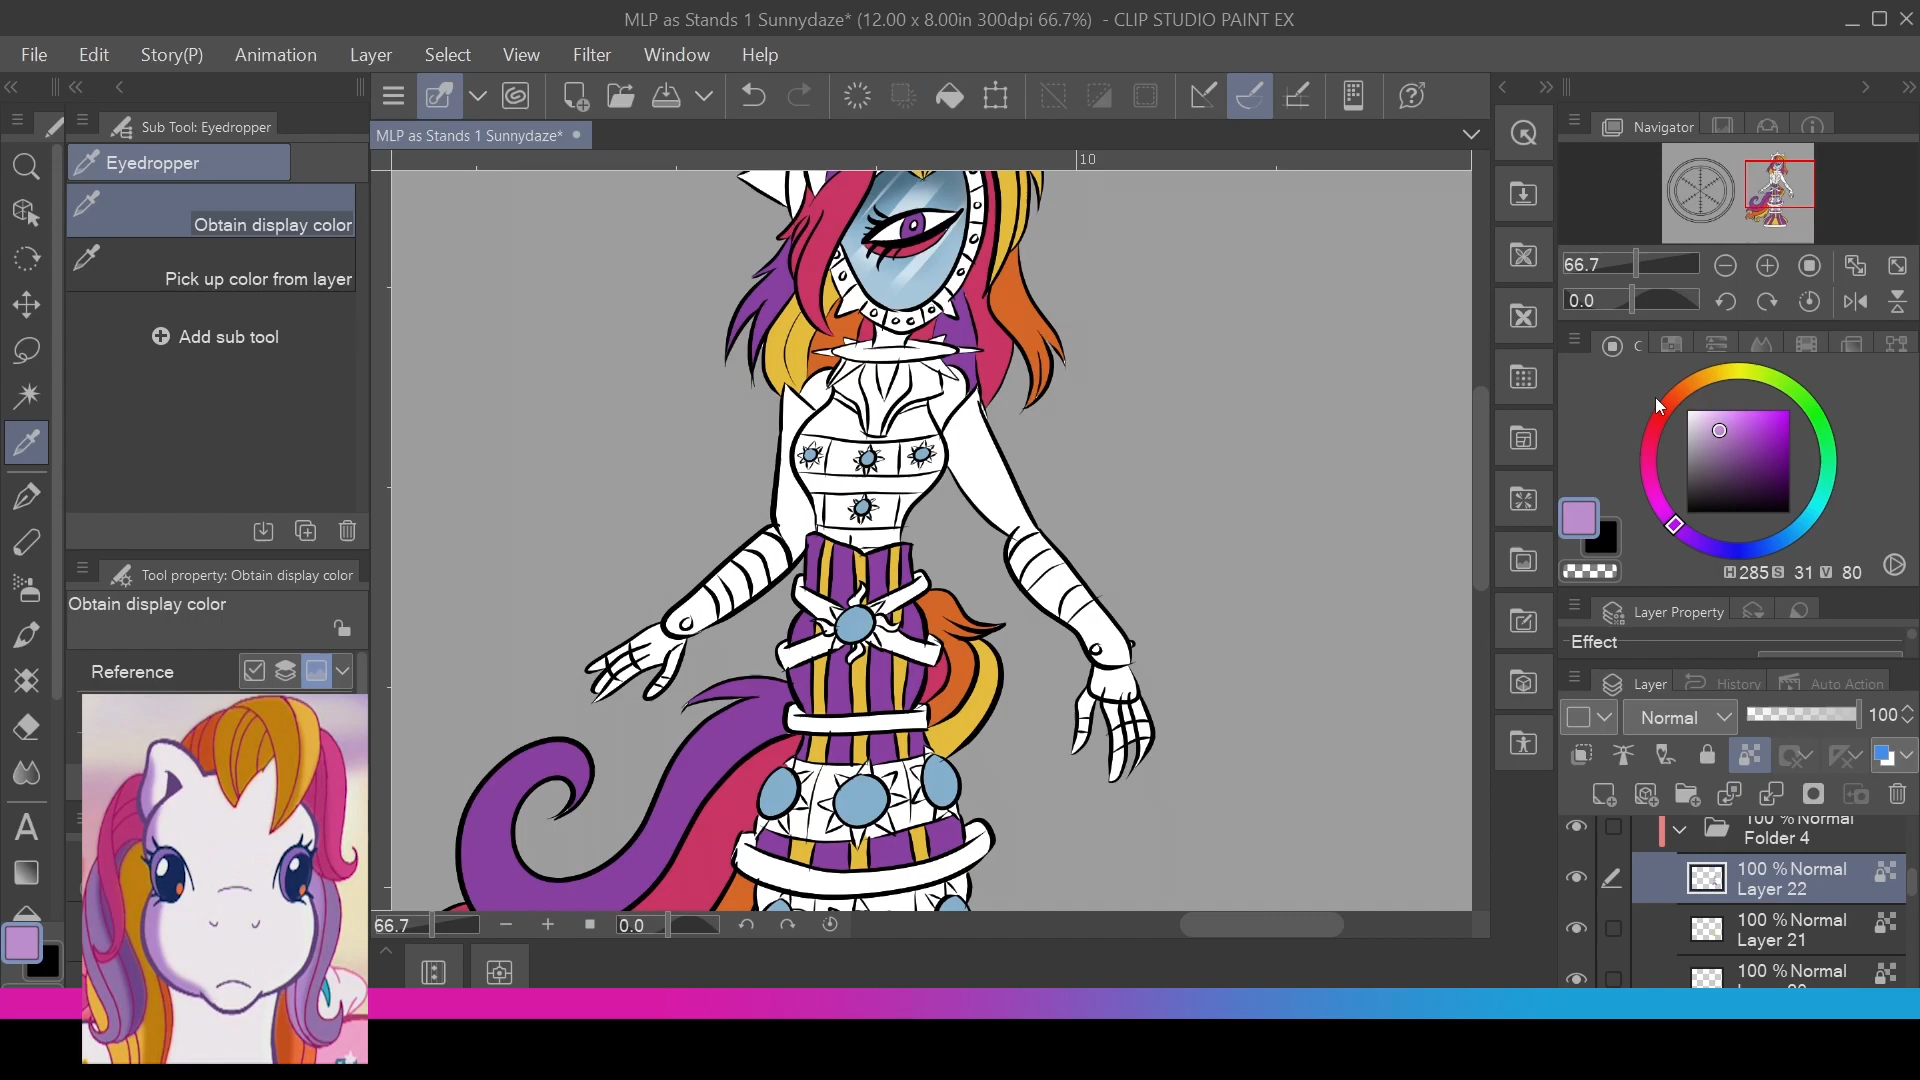 MLP as Stands 1 Sunnydaze* (12.00 x 8.00in 300dpi 66.7%) - CLIP STUDIO PAINT EX
File Edit Story(P) Animation Layer Select View Filter Window Help
Sub Tool: Eyedropper
MLP as Stands 1 Sunnydaze*
Navigator
Eyedropper
10
Obtain display color
Pick up color from layer
66.7
0.0
Add sub tool
C
Tool property: Obtain display color
H 285 S 31 V 80
Obtain display color
Layer Property
Effect
Reference
Layer History Auto Action
Normal 100
100 % Normal
Folder 4
100 % Normal
Layer 22
100 % Normal
Layer 21
100 % Normal
66.7 0.0
A